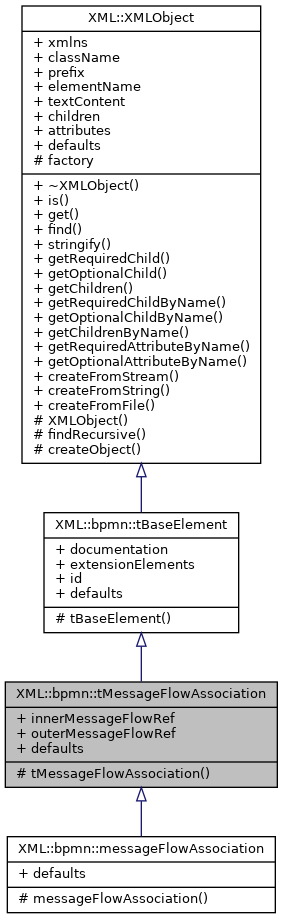 XML::XMLObject
+ xmlns
+ className
+ prefix
+ elementName
+ textContent
+ children
+ attributes
+ defaults
# factory
+ ~XMLObject()
+ is()
+ get()
+ find()
+ stringify()
+ getRequiredChild()
+ getOptionalChild()
+ getChildren()
+ getRequiredChildByName()
+ getOptionalChildByName()
+ getChildrenByName()
+ getRequiredAttributeByName()
+ getOptionalAttributeByName()
+ createFromStream()
+ createFromString()
+ createFromFile()
# XMLObject()
# findRecursive()
# createObject()
XML::bpmn::tBaseElement
+ documentation
+ extensionElements
+ id
+ defaults
# tBaseElement()
XML::bpmn::tMessageFlowAssociation
+ innerMessageFlowRef
+ outerMessageFlowRef
+ defaults
# tMessageFlowAssociation()
XML::bpmn::messageFlowAssociation
+ defaults
# messageFlowAssociation()